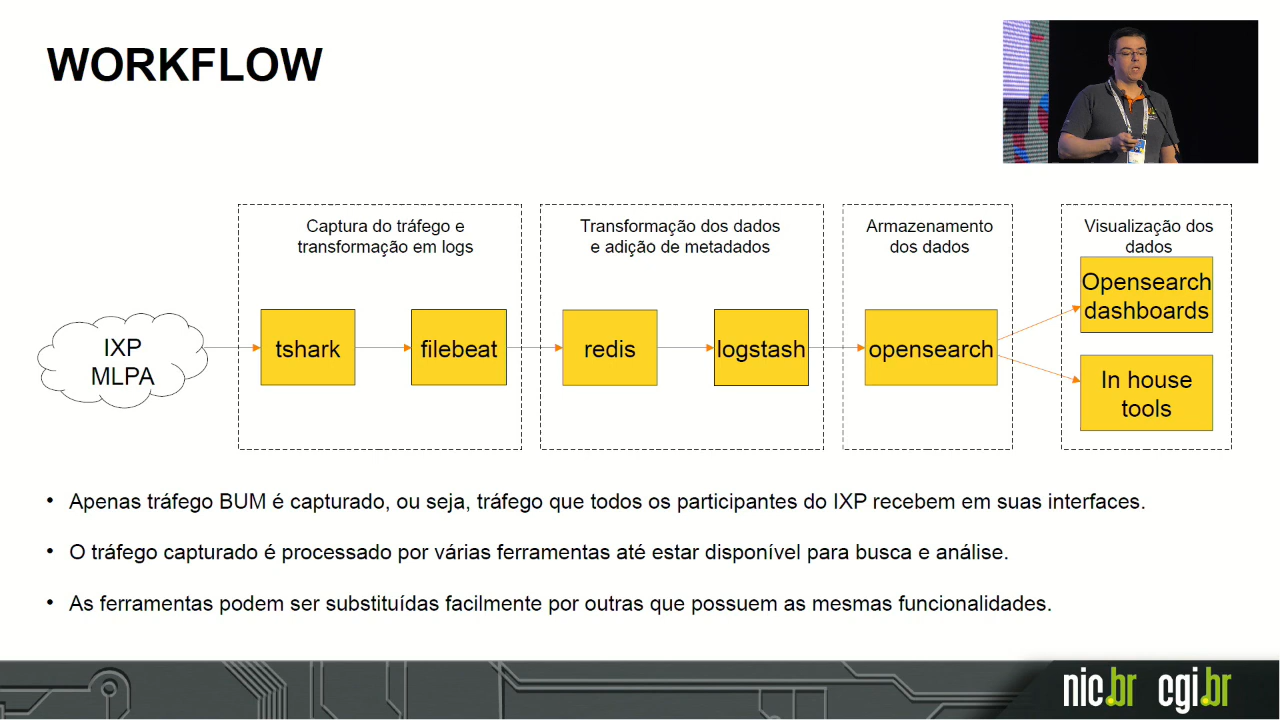 WORKFLOW
Captura do tráfego e
transformação em logs
Transformação dos dados
e adição de metadados
Armazenamento
dos dados
Visualização dos
dados
IXP
MLPA
tshark
filebeat
redis
logstash
opensearch
Opensearch
dashboards
In house
tools
• Apenas tráfego BUM é capturado, ou seja, tráfego que todos os participantes do IXP recebem em suas interfaces.
• O tráfego capturado é processado por várias ferramentas até estar disponível para busca e análise.
• As ferramentas podem ser substituídas facilmente por outras que possuem as mesmas funcionalidades.
nic.br cgi.br